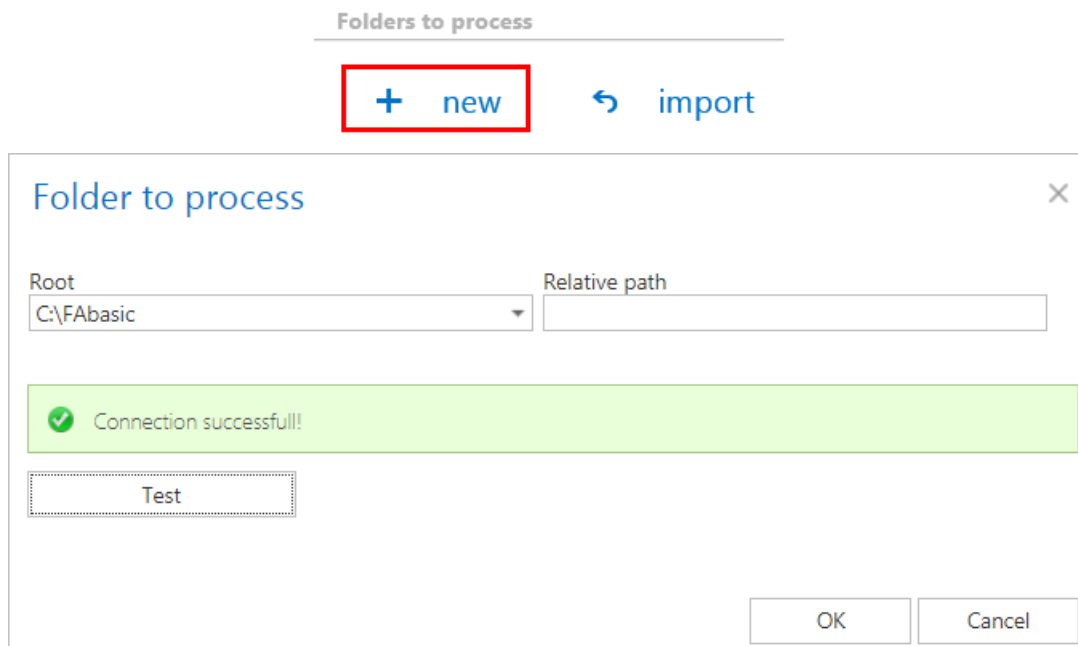 Folders to process
+ new import
Folder to process
Root Relative path
C:\FAbasic
Connection successfull!
Test
OK Cancel